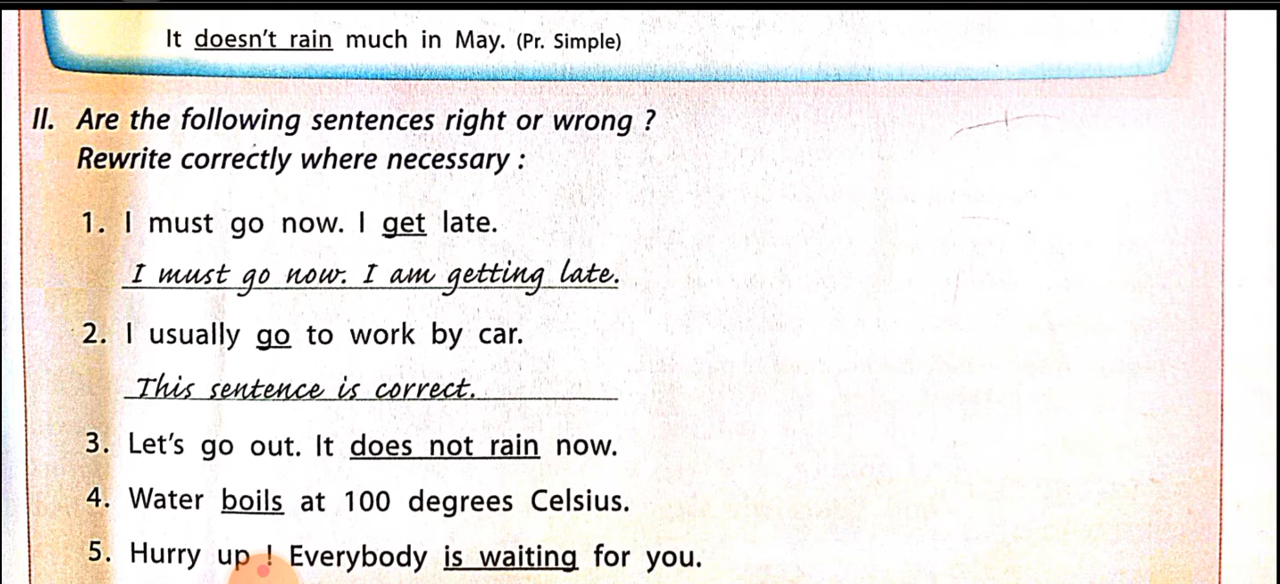 It doesn't rain much in May. (Pr. Simple)
II. Are the following sentences right or wrong ?
Rewrite correctly where necessary :
1. I must go now. I get late.
I must go now. I am getting late.
2. I usually go to work by car.
This sentence is correct.
3. Let's go out. It does not rain now.
4. Water boils at 100 degrees Celsius.
5. Hurry up ! Everybody is waiting for you.